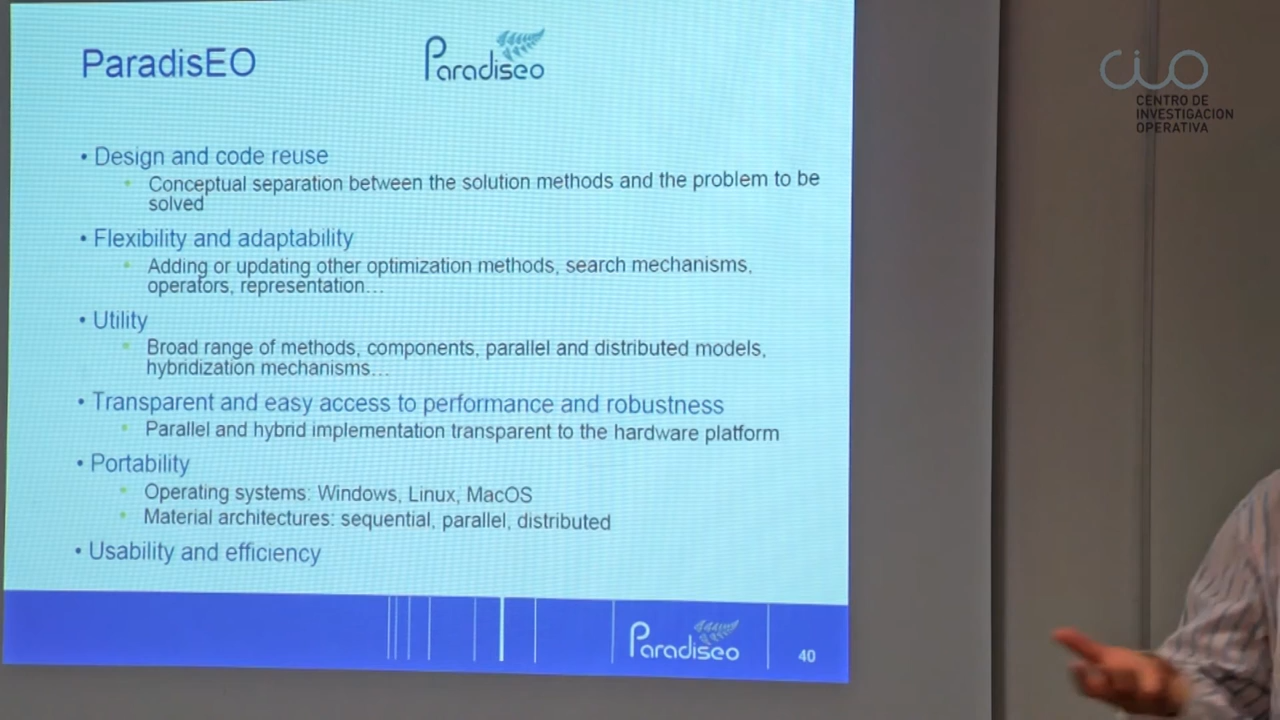 ParadisEO
Paradiseo
CIO
CENTRO DE
INVESTIGACION
OPERATIVA
• Design and code reuse
• Conceptual separation between the solution methods and the problem to be
solved
• Flexibility and adaptability
• Adding or updating other optimization methods, search mechanisms,
operators, representation…
• Utility
• Broad range of methods, components, parallel and distributed models,
hybridization mechanisms…
• Transparent and easy access to performance and robustness
• Parallel and hybrid implementation transparent to the hardware platform
• Portability
• Operating systems: Windows, Linux, MacOS
• Material architectures: sequential, parallel, distributed
• Usability and efficiency
Paradiseo
40